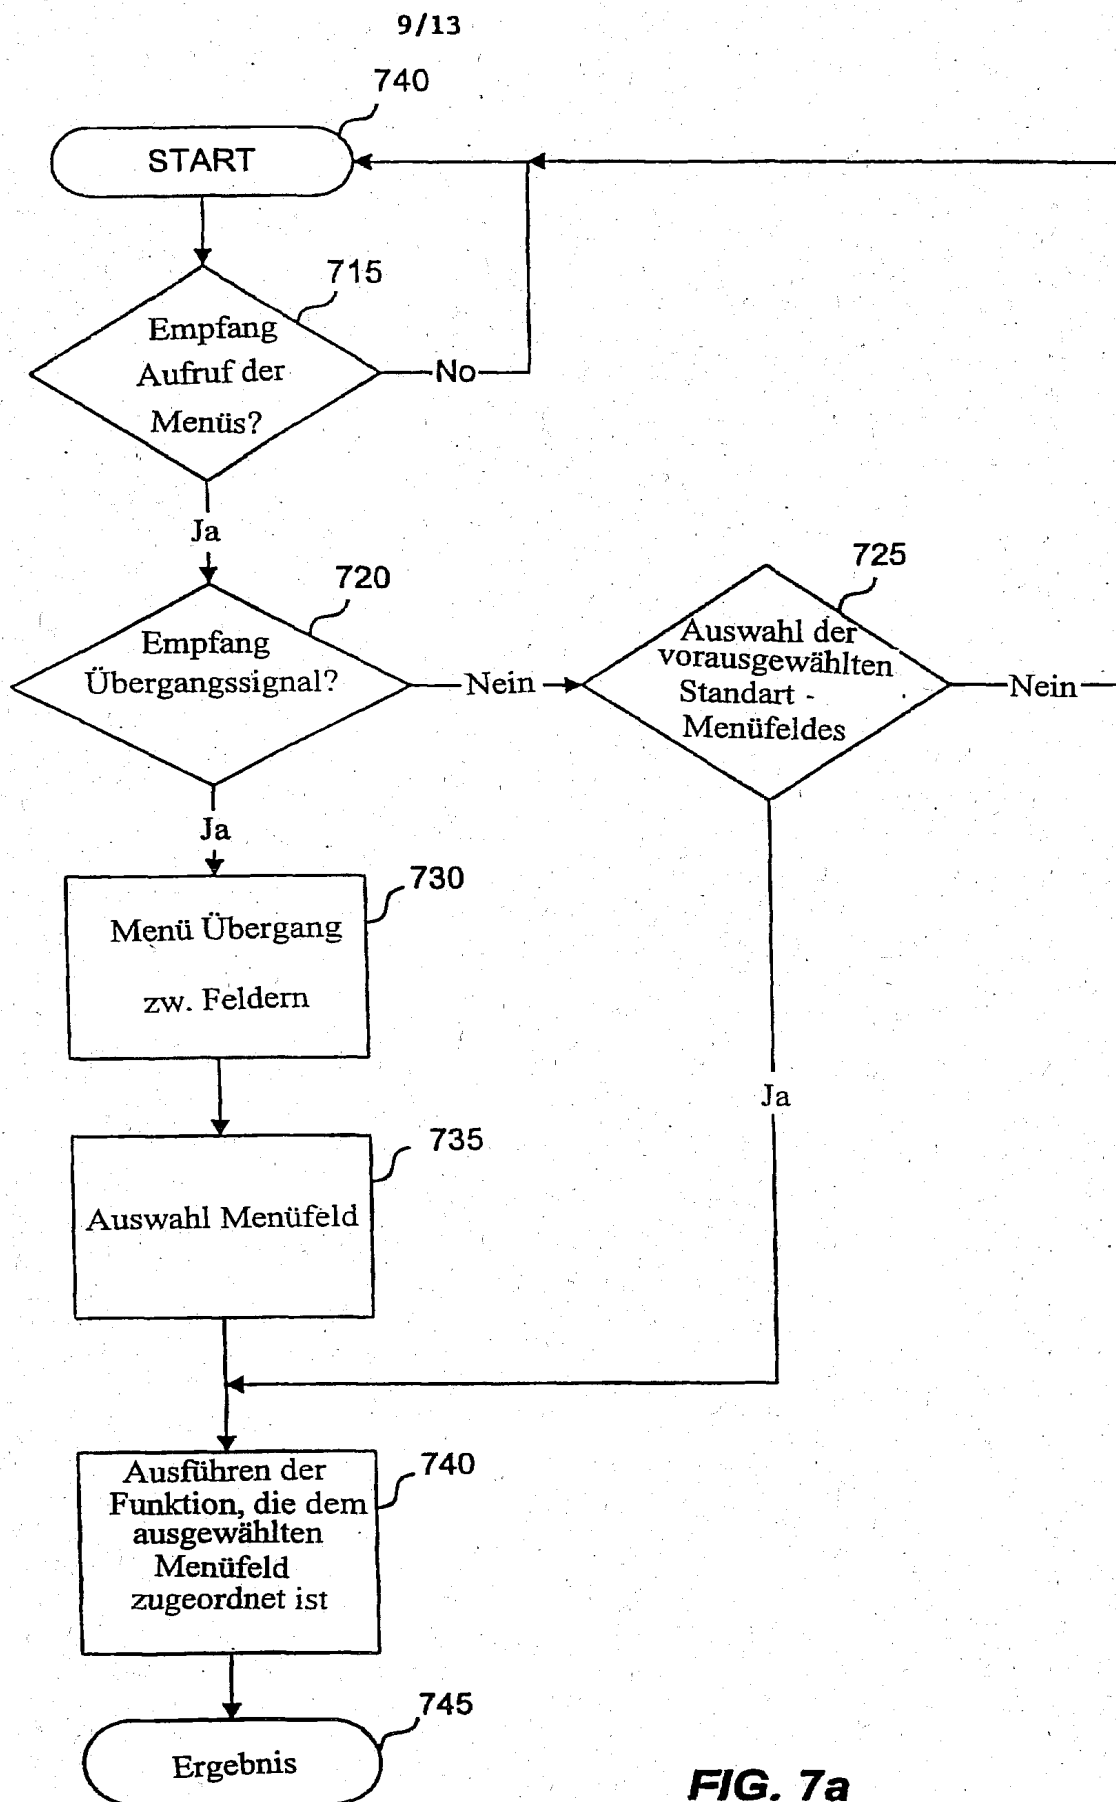 9/13
740
START
715
Empfang
Aufruf der
Menüs?
No
Ja
720
Empfang
Übergangssignal?
Nein
725
Auswahl der
vorausgewählten
Standart -
Menüfeldes
Nein
Ja
730
Menü Übergang
zw. Feldern
Ja
735
Auswahl Menüfeld
740
Ausführen der
Funktion, die dem
ausgewählten
Menüfeld
zugeordnet ist
745
Ergebnis
FIG. 7a